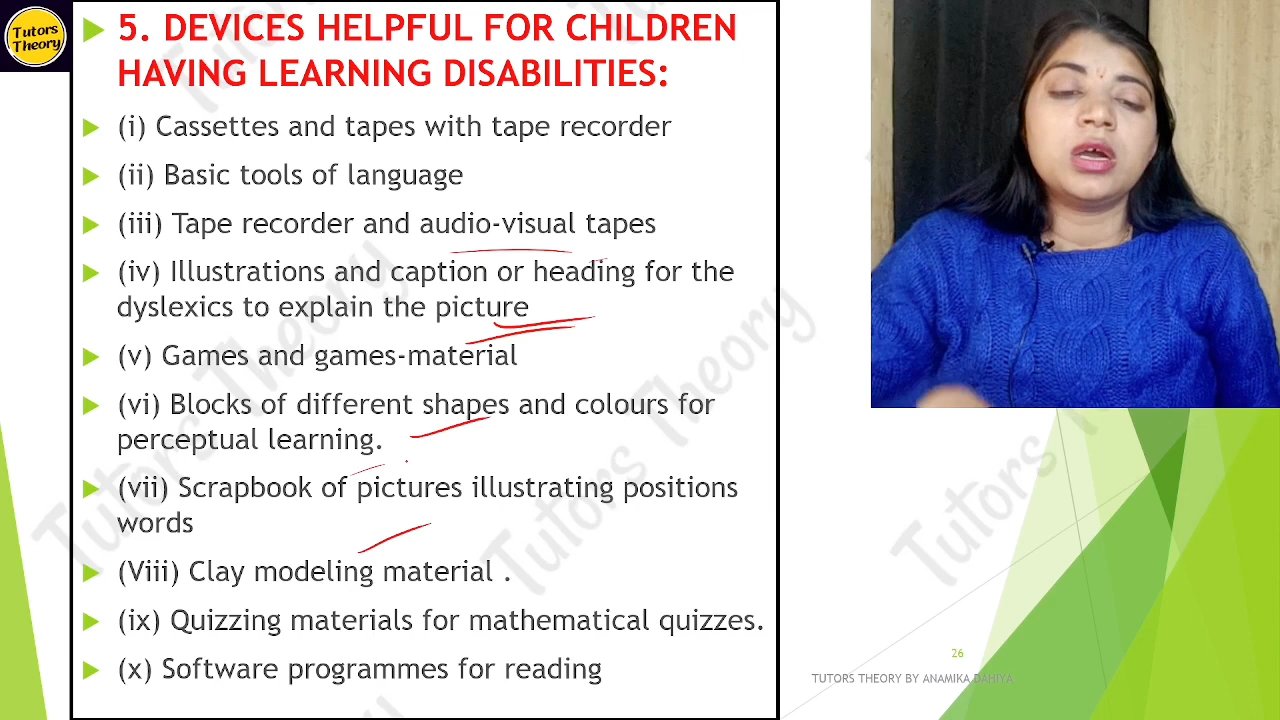 Tutors
Theory
5. DEVICES HELPFUL FOR CHILDREN
HAVING LEARNING DISABILITIES:
(i) Cassettes and tapes with tape recorder
(ii) Basic tools of language
(iii) Tape recorder and audio-visual tapes
(iv) Illustrations and caption or heading for the
dyslexics to explain the picture
(v) Games and games-material
(vi) Blocks of different shapes and colours for
perceptual learning.
(vii) Scrapbook of pictures illustrating positions
words
(Viii) Clay modeling material .
(ix) Quizzing materials for mathematical quizzes.
(x) Software programmes for reading
26
TUTORS THEORY BY ANAMIKA DAHIYA
Tutors Theory
Tutors Theory